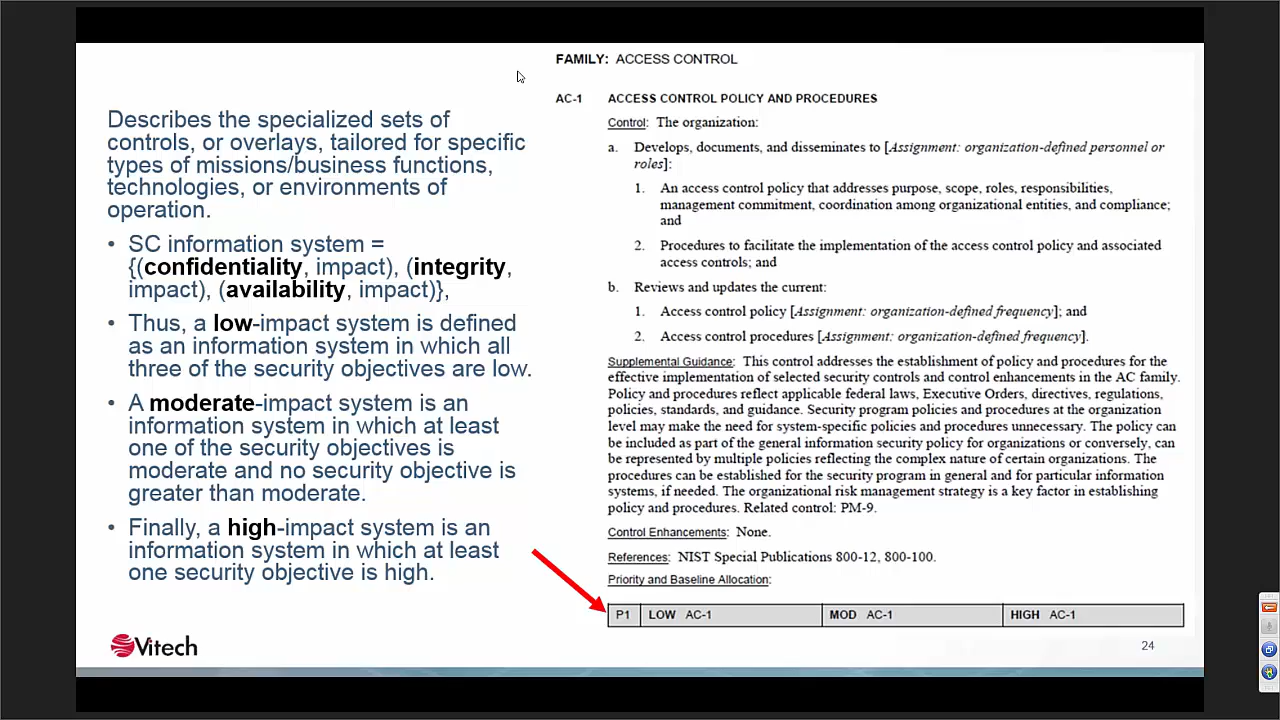 Describes the specialized sets of
controls, or overlays, tailored for specific
types of missions/business functions,
technologies, or environments of
operation.
• SC information system =
{(confidentiality, impact), (integrity,
impact), (availability, impact)},
• Thus, a low-impact system is defined
as an information system in which all
three of the security objectives are low.
• A moderate-impact system is an
information system in which at least
one of the security objectives is
moderate and no security objective is
greater than moderate.
• Finally, a high-impact system is an
information system in which at least
one security objective is high.
FAMILY: ACCESS CONTROL
AC-1 ACCESS CONTROL POLICY AND PROCEDURES
Control: The organization:
a. Develops, documents, and disseminates to [Assignment: organization-defined personnel or
roles]:
1. An access control policy that addresses purpose, scope, roles, responsibilities,
management commitment, coordination among organizational entities, and compliance;
and
2. Procedures to facilitate the implementation of the access control policy and associated
access controls; and
b. Reviews and updates the current:
1. Access control policy [Assignment: organization-defined frequency]; and
2. Access control procedures [Assignment: organization-defined frequency].
Supplemental Guidance: This control addresses the establishment of policy and procedures for the
effective implementation of selected security controls and control enhancements in the AC family.
Policy and procedures reflect applicable federal laws, Executive Orders, directives, regulations,
policies, standards, and guidance. Security program policies and procedures at the organization
level may make the need for system-specific policies and procedures unnecessary. The policy can
be included as part of the general information security policy for organizations or conversely, can
be represented by multiple policies reflecting the complex nature of certain organizations. The
procedures can be established for the security program in general and for particular information
systems, if needed. The organizational risk management strategy is a key factor in establishing
policy and procedures. Related control: PM-9.
Control Enhancements: None.
References: NIST Special Publications 800-12, 800-100.
Priority and Baseline Allocation:
P1 LOW AC-1 MOD AC-1 HIGH AC-1
Vitech
24